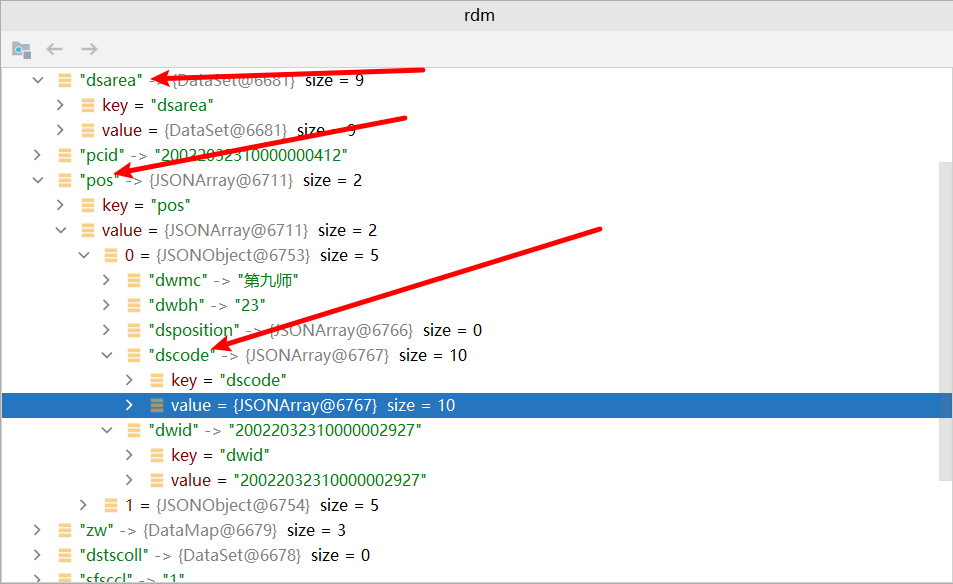 rdm
"dsarea" -> {DataSet@6681} size = 9
key = "dsarea"
value = {DataSet@6681} size = 9
"pcid" -> "20022032310000000412"
"pos" -> {JSONArray@6711} size = 2
key = "pos"
value = {JSONArray@6711} size = 2
0 = {JSONObject@6753} size = 5
"dwmc" -> "第九师"
"dwbh" -> "23"
"dsposition" -> {JSONArray@6766} size = 0
"dscode" -> {JSONArray@6767} size = 10
key = "dscode"
value = {JSONArray@6767} size = 10
"dwid" -> "20022032310000002927"
key = "dwid"
value = "20022032310000002927"
1 = {JSONObject@6754} size = 5
"zw" -> {DataMap@6679} size = 3
"dstscoll" -> {DataSet@6678} size = 0
"sfsccl" -> "1"